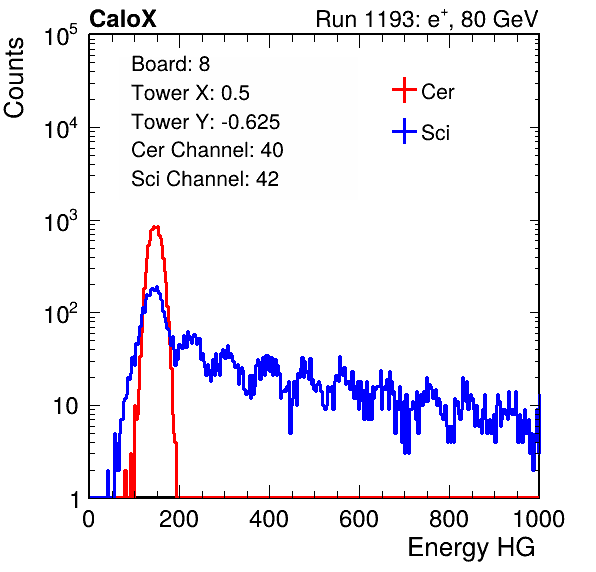 CaloX Run 1193: e⁺, 80 GeV
Counts
Board: 8
Tower X: 0.5
Tower Y: -0.625
Cer Channel: 40
Sci Channel: 42
Cer
Sci
10⁵
10⁴
10³
10²
10
1
0 200 400 600 800 1000
Energy HG